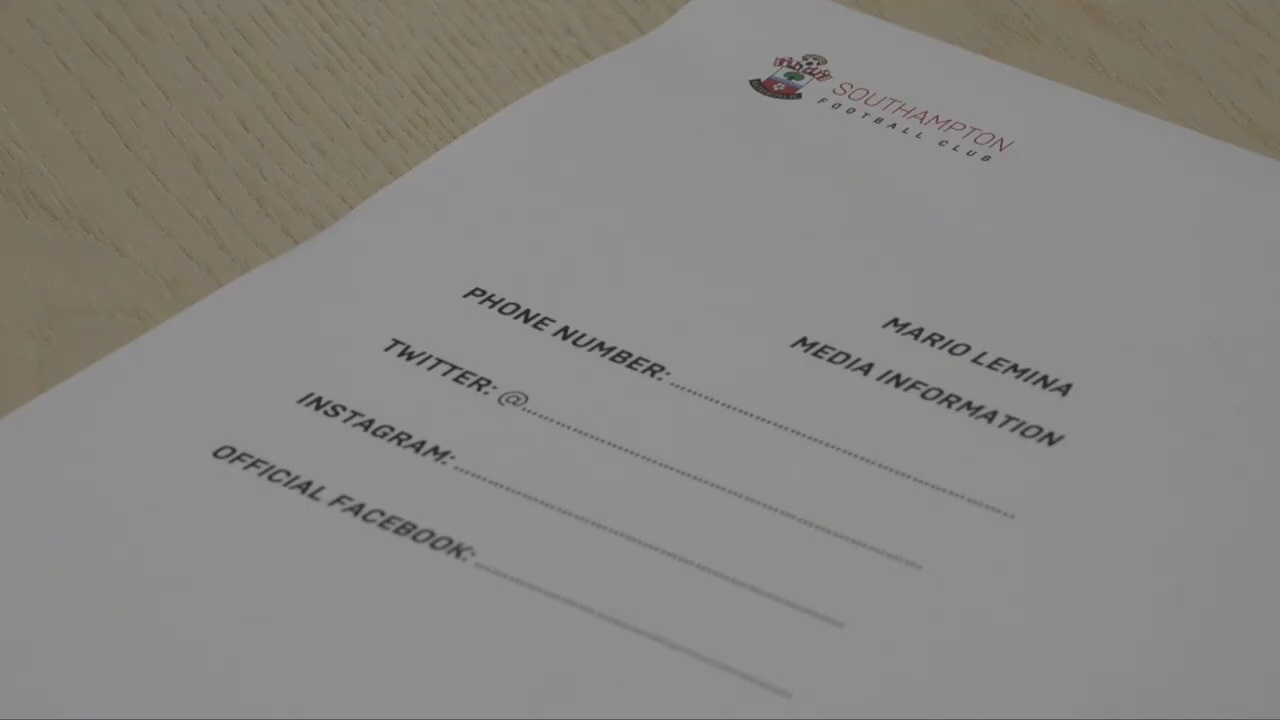 SOUTHAMPTON
FOOTBALL CLUB
MARIO LEMINA
MEDIA INFORMATION
PHONE NUMBER:........................................................
TWITTER: @........................................................
INSTAGRAM:........................................................
OFFICIAL FACEBOOK:........................................................